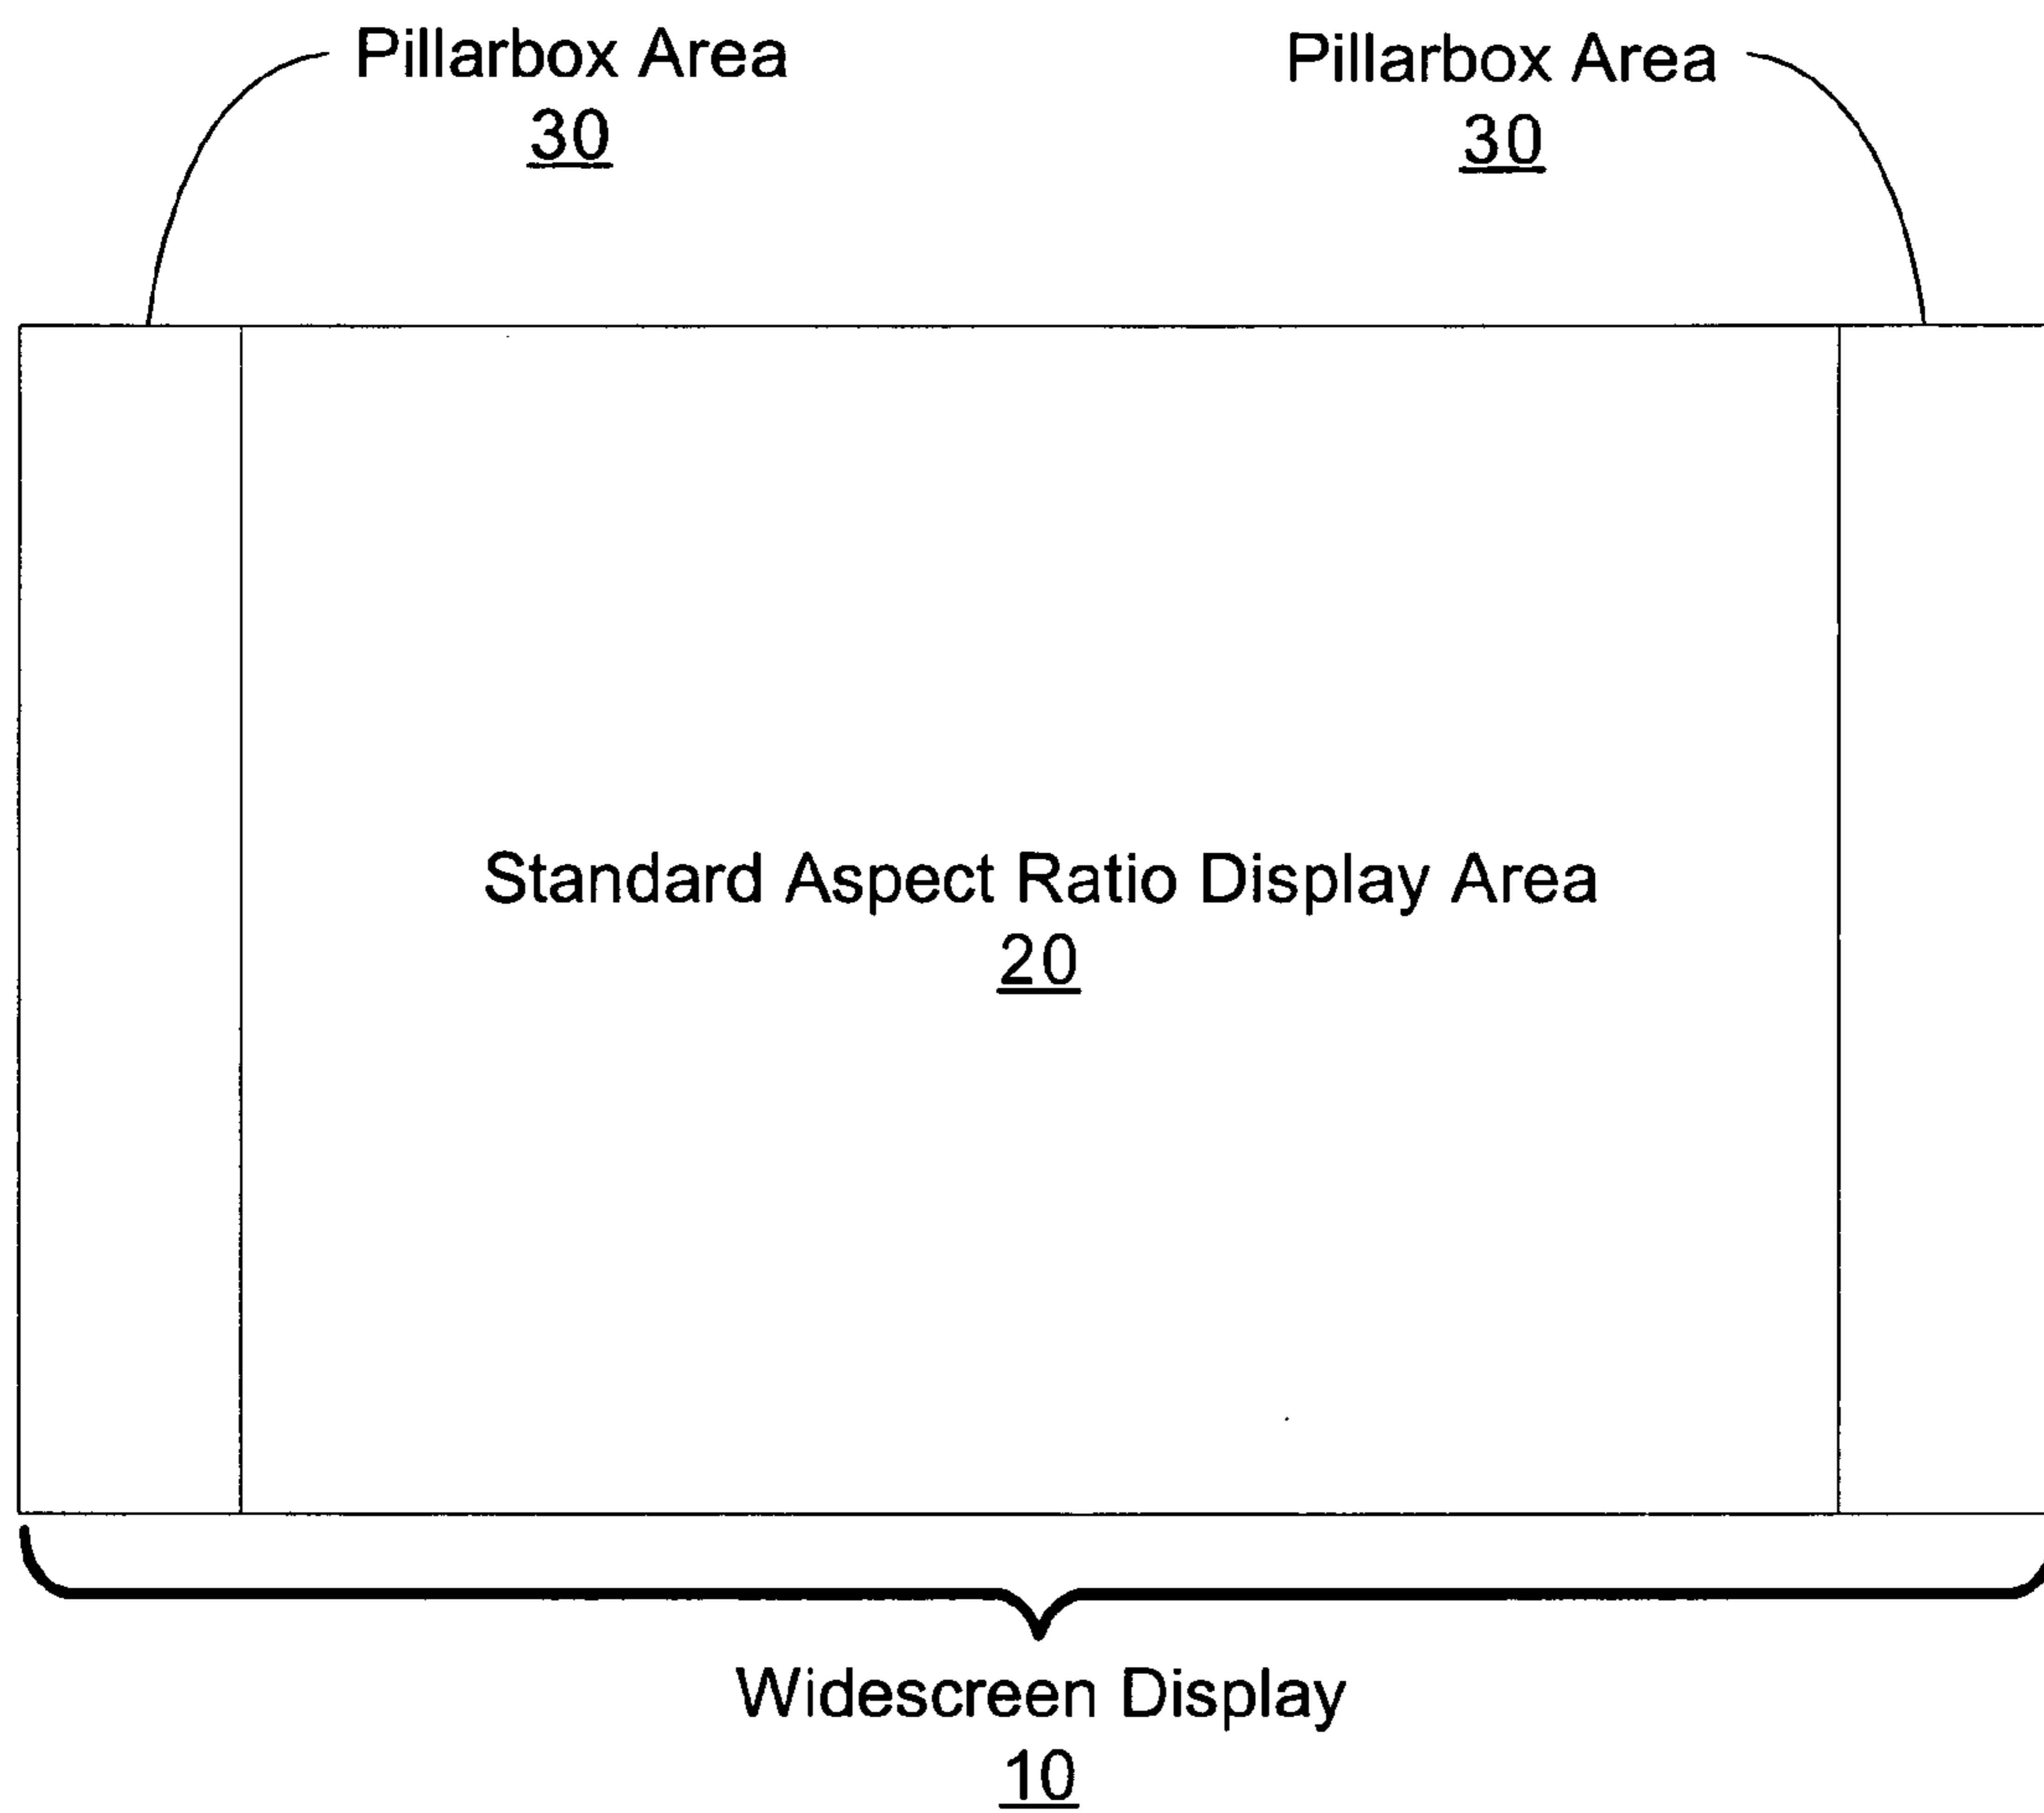 Pillarbox Area
30
Pillarbox Area
30
Standard Aspect Ratio Display Area
20
Widescreen Display
10